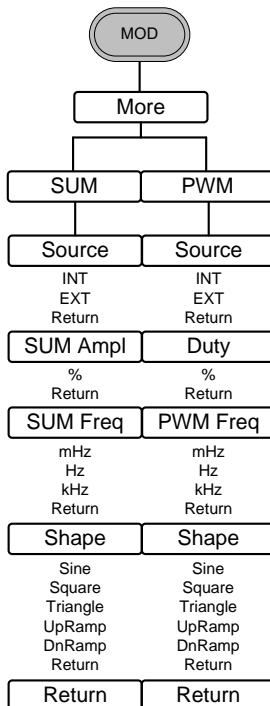 MOD
More
SUM PWM
Source Source
INT INT
EXT EXT
Return Return
SUM Ampl Duty
% %
Return Return
SUM Freq PWM Freq
mHz mHz
Hz Hz
kHz kHz
Return Return
Shape Shape
Sine Sine
Square Square
Triangle Triangle
UpRamp UpRamp
DnRamp DnRamp
Return Return
Return Return